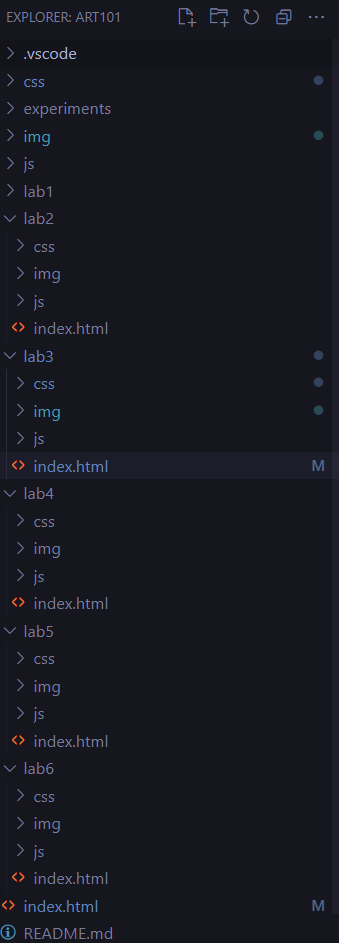 EXPLORER: ART101
.vscode
css
experiments
img
js
lab1
lab2
css
img
js
index.html
lab3
css
img
js
index.html M
lab4
css
img
js
index.html
lab5
css
img
js
index.html
lab6
css
img
js
index.html
index.html M
README.md